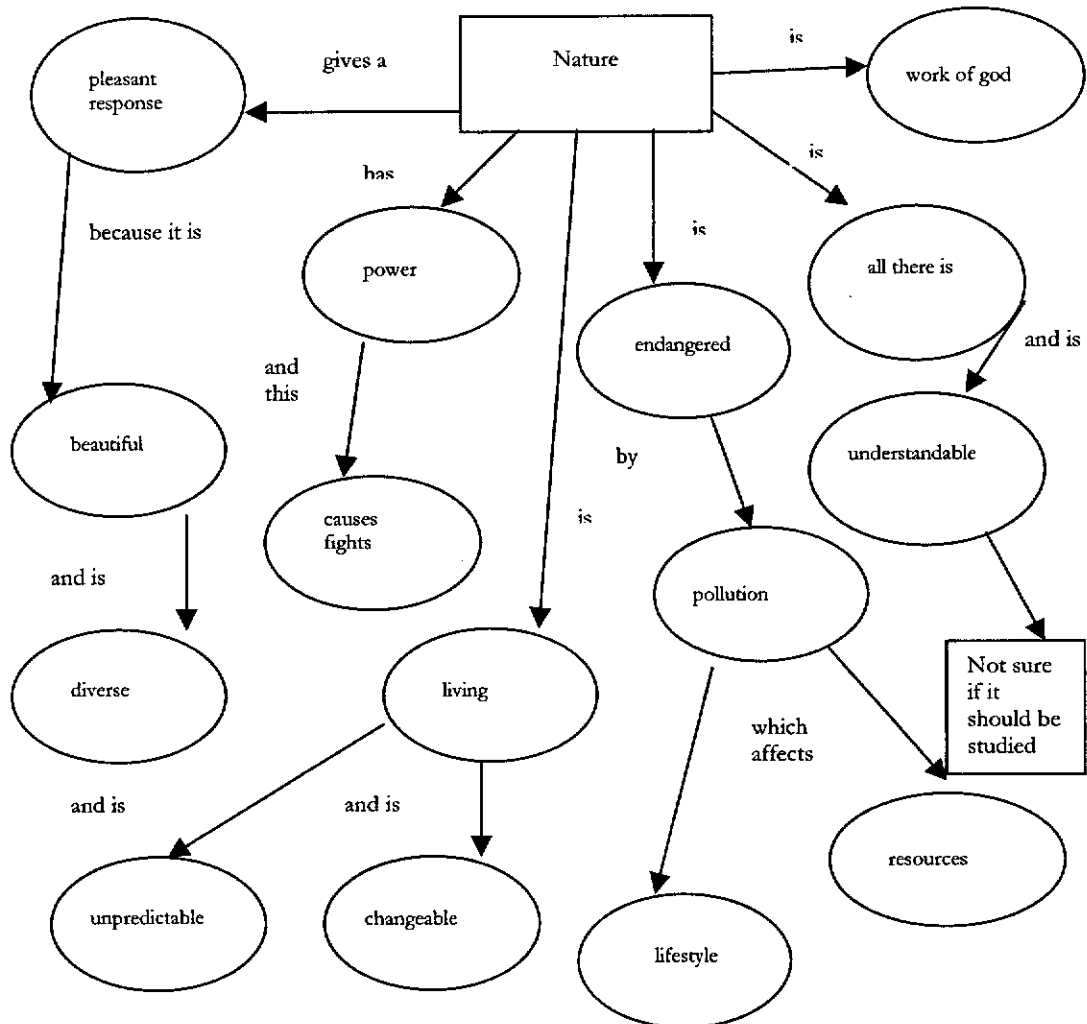 Nature
gives a
pleasant
response
because it is
beautiful
and is
diverse
has
power
and
this
causes
fights
is
living
and is
unpredictable
and is
changeable
is
endangered
by
pollution
which
affects
lifestyle
resources
is
all there is
and is
understandable
Not sure
if it
should be
studied
is
work of god